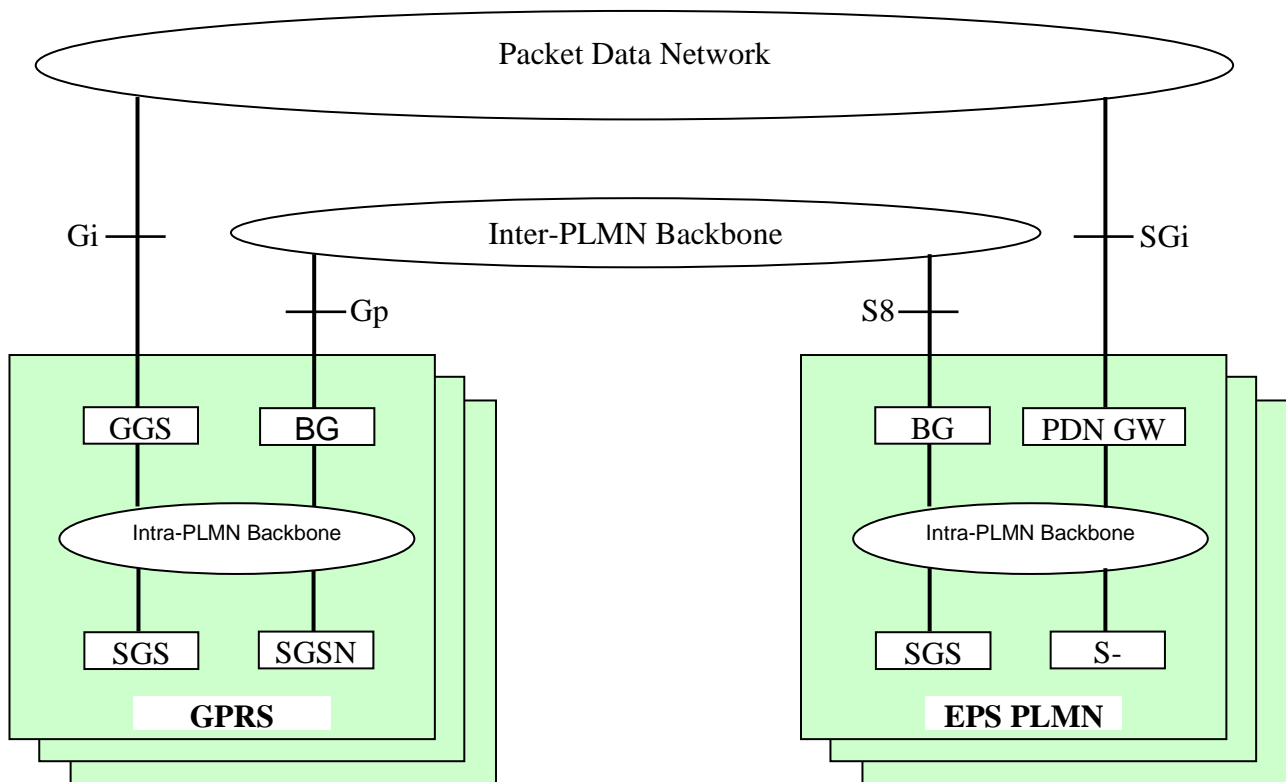 Packet Data Network
Inter-PLMN Backbone
Gi
SGi
Gp
S8
GGS
BG
BG
PDN GW
Intra-PLMN Backbone
Intra-PLMN Backbone
SGS
SGSN
SGS
S-
GPRS
EPS PLMN